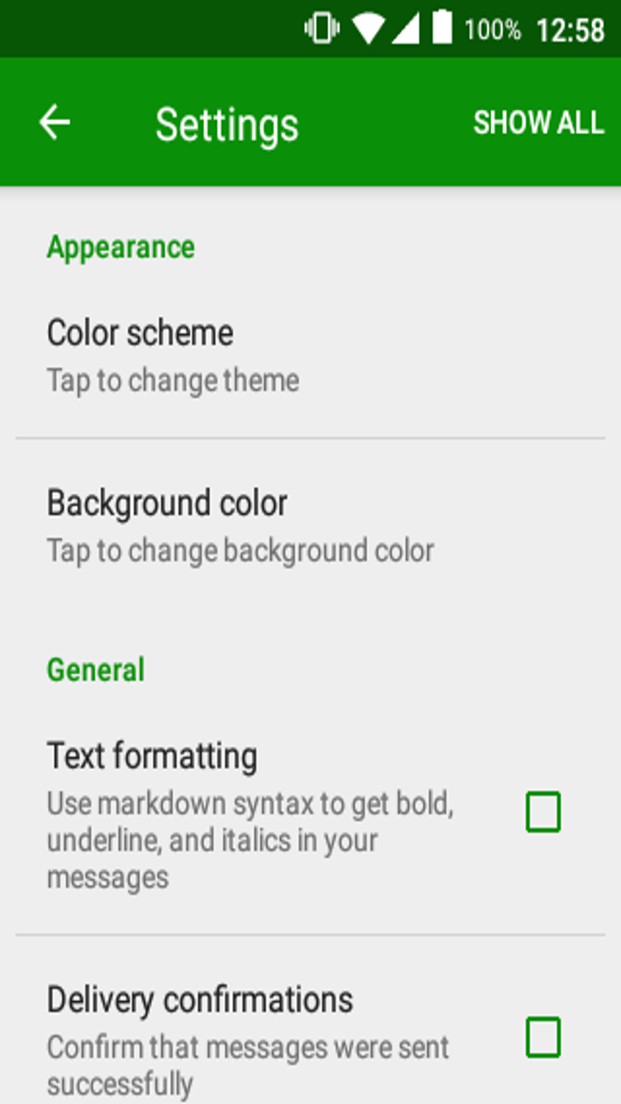 100% 12:58
Settings SHOW ALL
Appearance
Color scheme
Tap to change theme
Background color
Tap to change background color
General
Text formatting
Use markdown syntax to get bold,
underline, and italics in your
messages
Delivery confirmations
Confirm that messages were sent
successfully